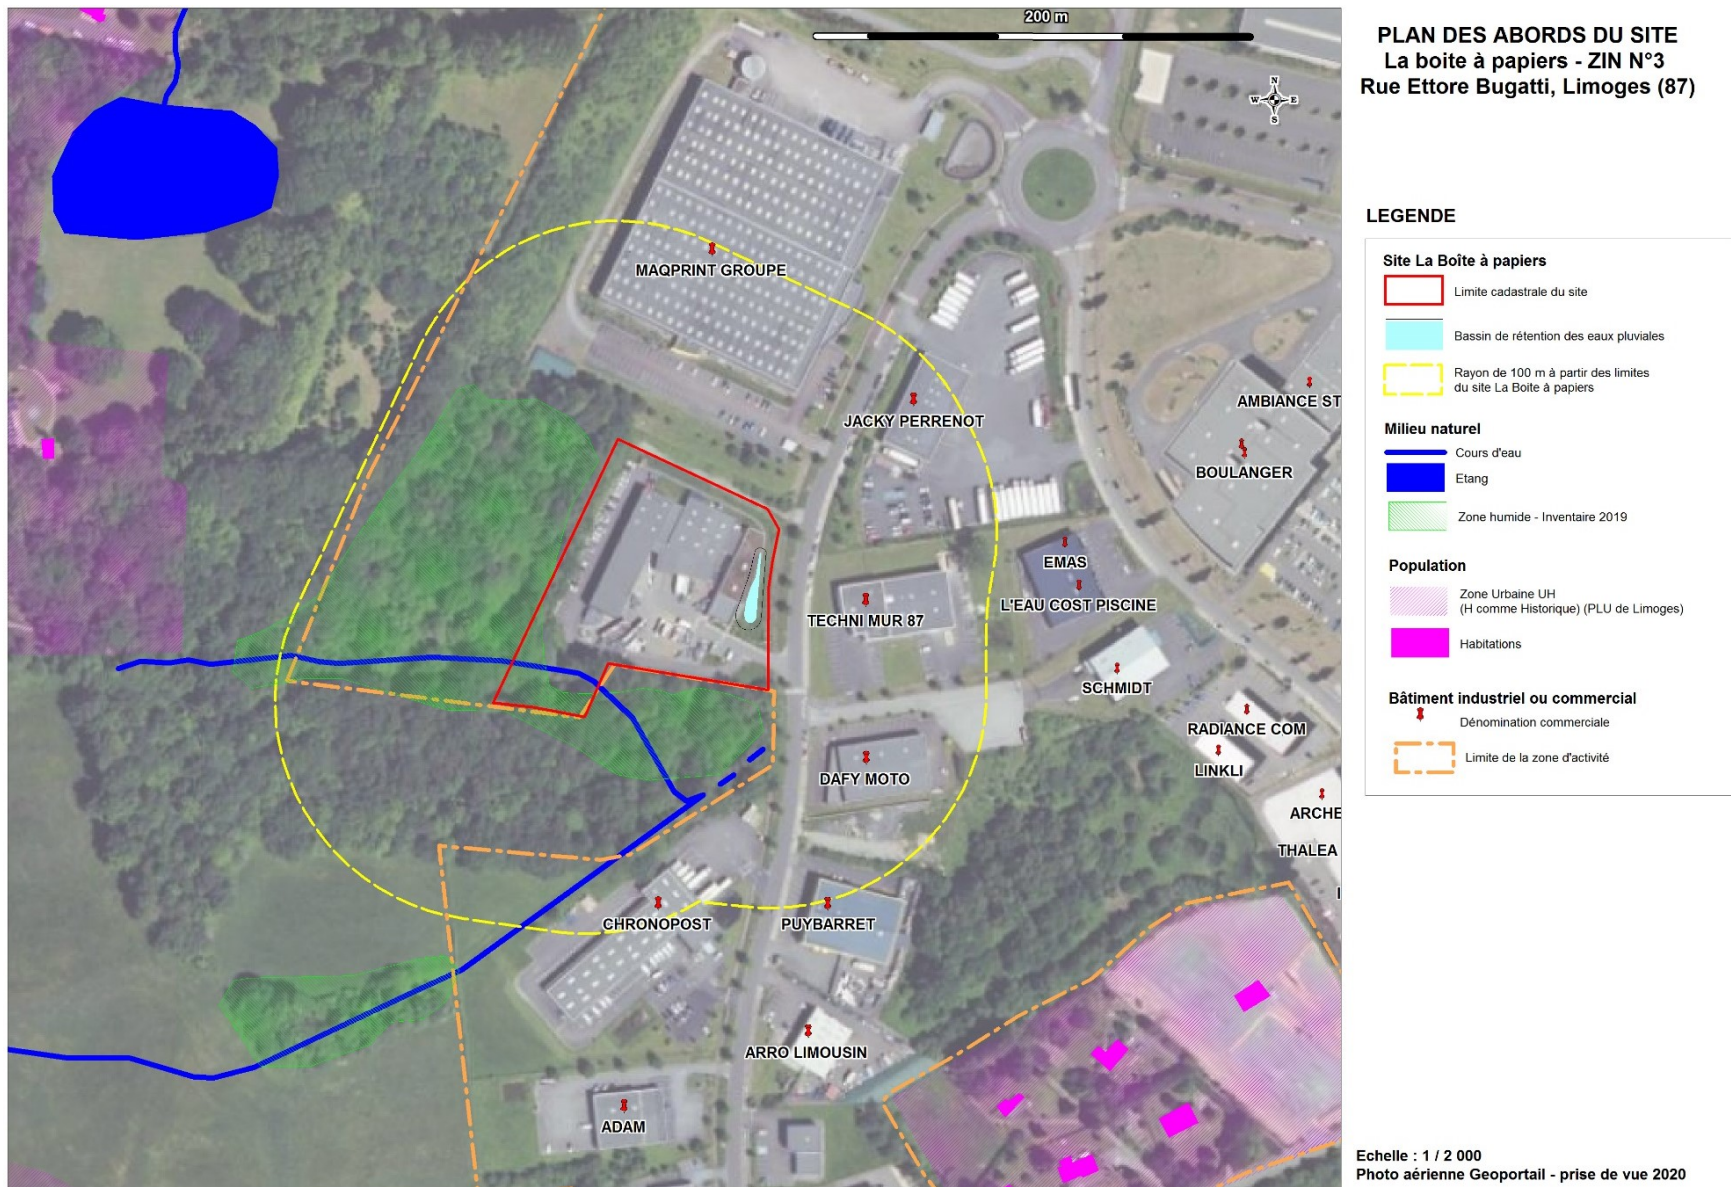 200 m
N
W E
S
PLAN DES ABORDS DU SITE
La boite à papiers - ZIN N°3
Rue Ettore Bugatti, Limoges (87)
MAQPRINT GROUPE
JACKY PERRENOT
AMBIANCE ST
BOULANGER
EMAS
L'EAU COST PISCINE
TECHNI MUR 87
SCHMIDT
RADIANCE COM
LINKLI
DAFY MOTO
ARCHE
THALEA
CHRONOPOST
PUYBARRET
ARRO LIMOUSIN
ADAM
LEGENDE
Site La Boîte à papiers
Limite cadastrale du site
Bassin de rétention des eaux pluviales
Rayon de 100 m à partir des limites
du site La Boite à papiers
Milieu naturel
Cours d'eau
Etang
Zone humide - Inventaire 2019
Population
Zone Urbaine UH
(H comme Historique) (PLU de Limoges)
Habitations
Bâtiment industriel ou commercial
Dénomination commerciale
Limite de la zone d'activité
Echelle : 1 / 2 000
Photo aérienne Geoportail - prise de vue 2020